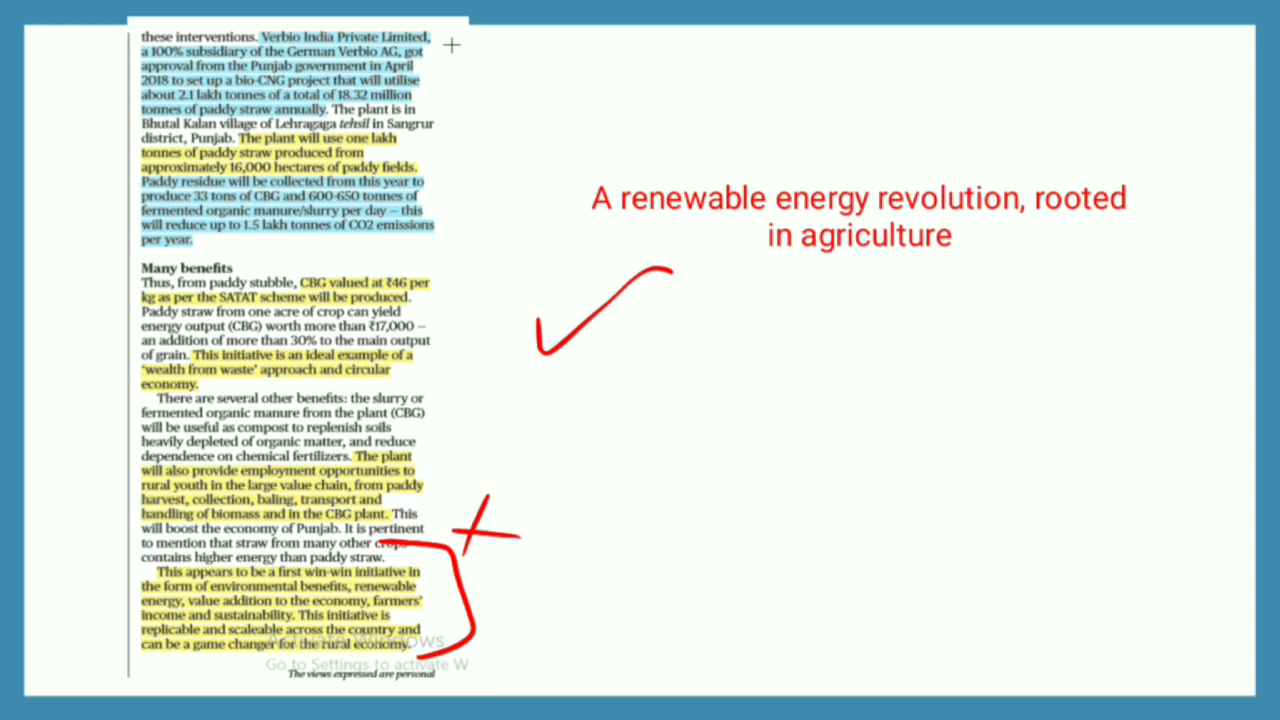 these interventions. Verbio India Private Limited,
a 100% subsidiary of the German Verbio AG, got
approval from the Punjab government in April
2018 to set up a bio-CNG project that will utilise
about 2.1 lakh tonnes of a total of 18.32 million
tonnes of paddy straw annually. The plant is in
Bhutal Kalan village of Lehragaga tehsil in Sangrur
district, Punjab. The plant will use one lakh
tonnes of paddy straw produced from
approximately 16,000 hectares of paddy fields.
Paddy residue will be collected from this year to
produce 33 tons of CBG and 600-650 tonnes of
fermented organic manure/slurry per day – this
will reduce up to 1.5 lakh tonnes of CO2 emissions
per year.
Many benefits
Thus, from paddy stubble, CBG valued at ₹46 per
kg as per the SATAT scheme will be produced.
Paddy straw from one acre of crop can yield
energy output (CBG) worth more than ₹17,000 –
an addition of more than 30% to the main output
of grain. This initiative is an ideal example of a
‘wealth from waste’ approach and circular
economy.
There are several other benefits: the slurry or
fermented organic manure from the plant (CBG)
will be useful as compost to replenish soils
heavily depleted of organic matter, and reduce
dependence on chemical fertilizers. The plant
will also provide employment opportunities to
rural youth in the large value chain, from paddy
harvest, collection, baling, transport and
handling of biomass and in the CBG plant. This
will boost the economy of Punjab. It is pertinent
to mention that straw from many other crops
contains higher energy than paddy straw.
This appears to be a first win-win initiative in
the form of environmental benefits, renewable
energy, value addition to the economy, farmers’
income and sustainability. This initiative is
replicable and scaleable across the country and
can be a game changer for the rural economy.
The views expressed are personal
A renewable energy revolution, rooted
in agriculture
Activate Windows
Go to Settings to activate W